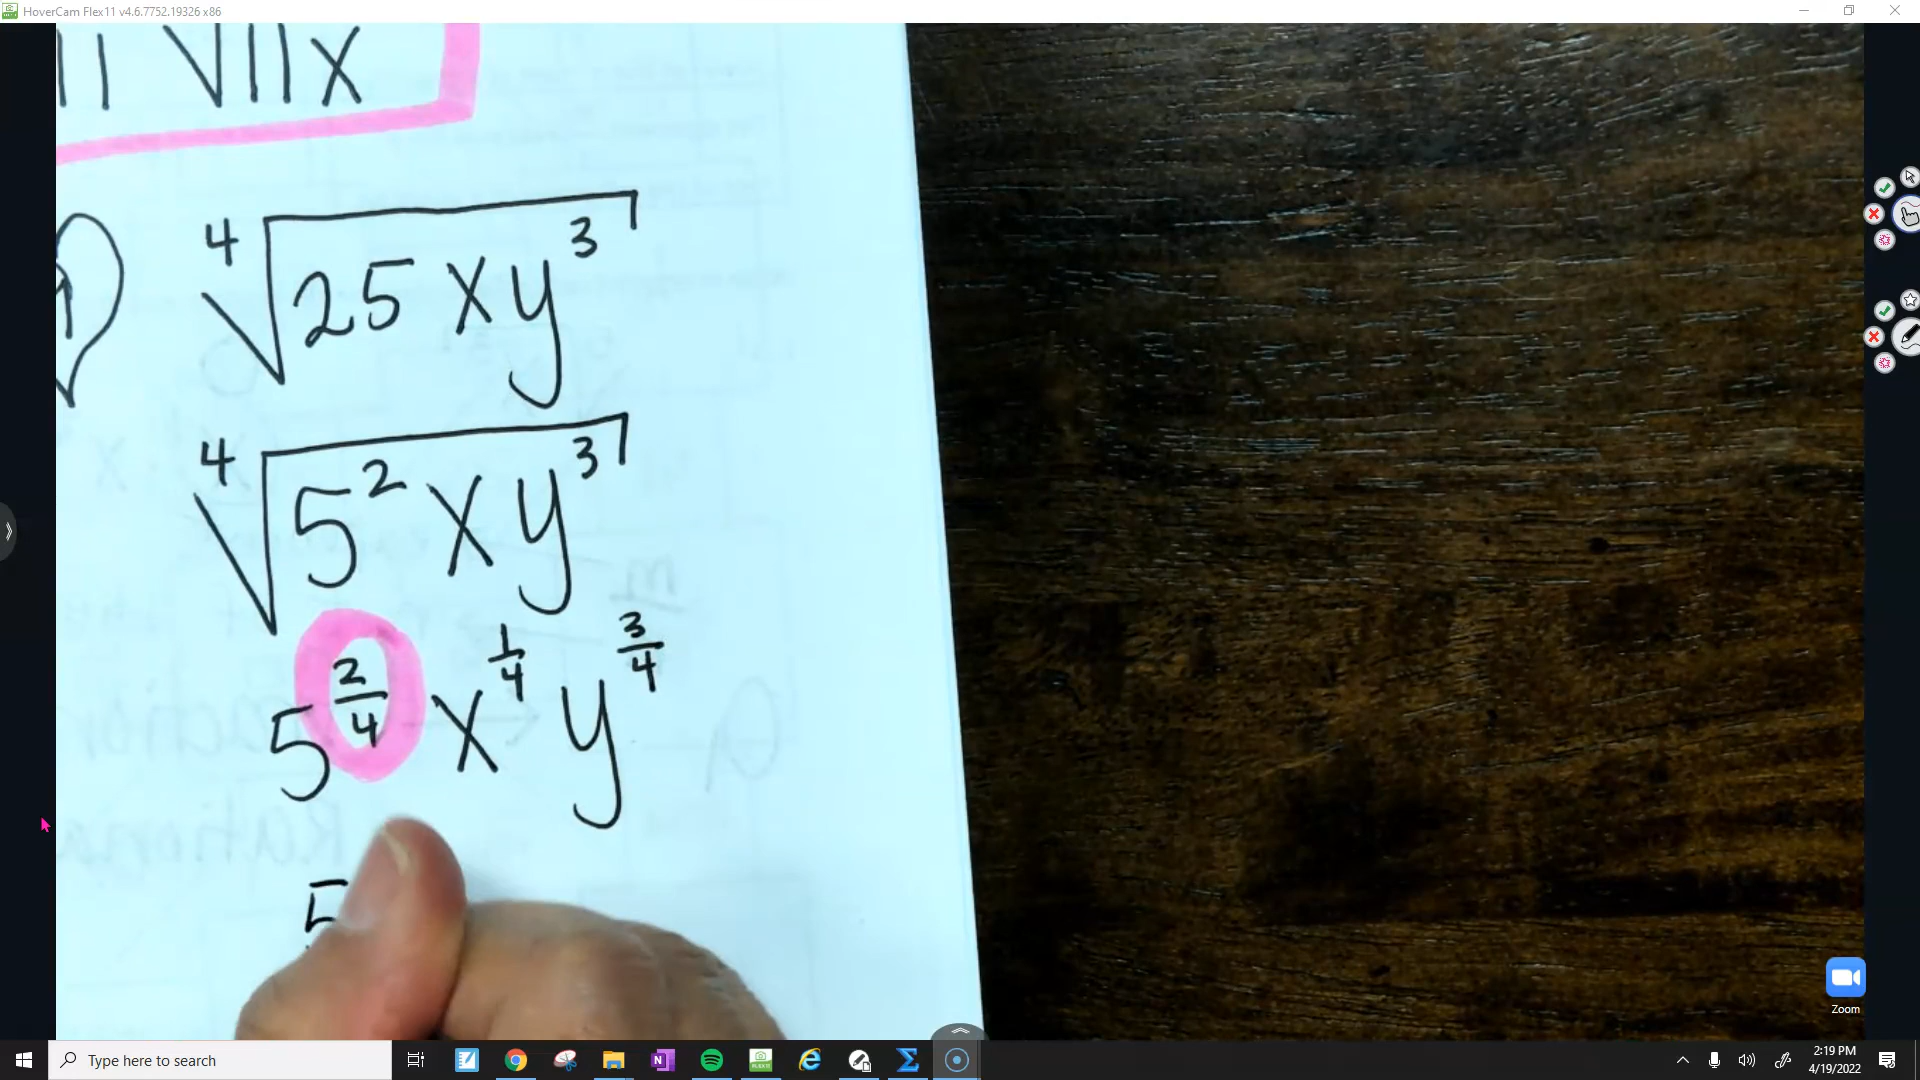 HoverCam Flex11 v4.6.7752.19326 x86
11 √11x
⁴√25xy³
⁴√5²xy³
5^(2/4) x^(1/4) y^(3/4)
5
Zoom
Type here to search
2:19 PM
4/19/2022